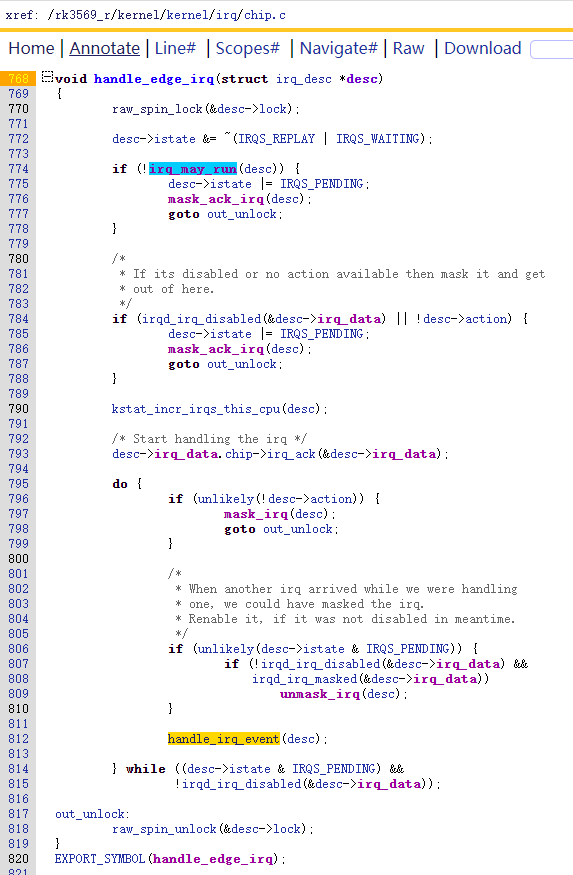 xref: /rk3569_r/kernel/kernel/irq/chip.c
Home | Annotate | Line# | Scopes# | Navigate# | Raw | Download
768 void handle_edge_irq(struct irq_desc *desc)
769 {
770 raw_spin_lock(&desc->lock);
771
772 desc->istate &= ~(IRQS_REPLAY | IRQS_WAITING);
773
774 if (!irq_may_run(desc)) {
775 desc->istate |= IRQS_PENDING;
776 mask_ack_irq(desc);
777 goto out_unlock;
778 }
779
780 /*
781 * If its disabled or no action available then mask it and get
782 * out of here.
783 */
784 if (irqd_irq_disabled(&desc->irq_data) || !desc->action) {
785 desc->istate |= IRQS_PENDING;
786 mask_ack_irq(desc);
787 goto out_unlock;
788 }
789
790 kstat_incr_irqs_this_cpu(desc);
791
792 /* Start handling the irq */
793 desc->irq_data.chip->irq_ack(&desc->irq_data);
794
795 do {
796 if (unlikely(!desc->action)) {
797 mask_irq(desc);
798 goto out_unlock;
799 }
800
801 /*
802 * When another irq arrived while we were handling
803 * one, we could have masked the irq.
804 * Renable it, if it was not disabled in meantime.
805 */
806 if (unlikely(desc->istate & IRQS_PENDING)) {
807 if (!irqd_irq_disabled(&desc->irq_data) &&
808 irqd_irq_masked(&desc->irq_data))
809 unmask_irq(desc);
810 }
811
812 handle_irq_event(desc);
813
814 } while ((desc->istate & IRQS_PENDING) &&
815 !irqd_irq_disabled(&desc->irq_data));
816
817 out_unlock:
818 raw_spin_unlock(&desc->lock);
819 }
820 EXPORT_SYMBOL(handle_edge_irq);
821